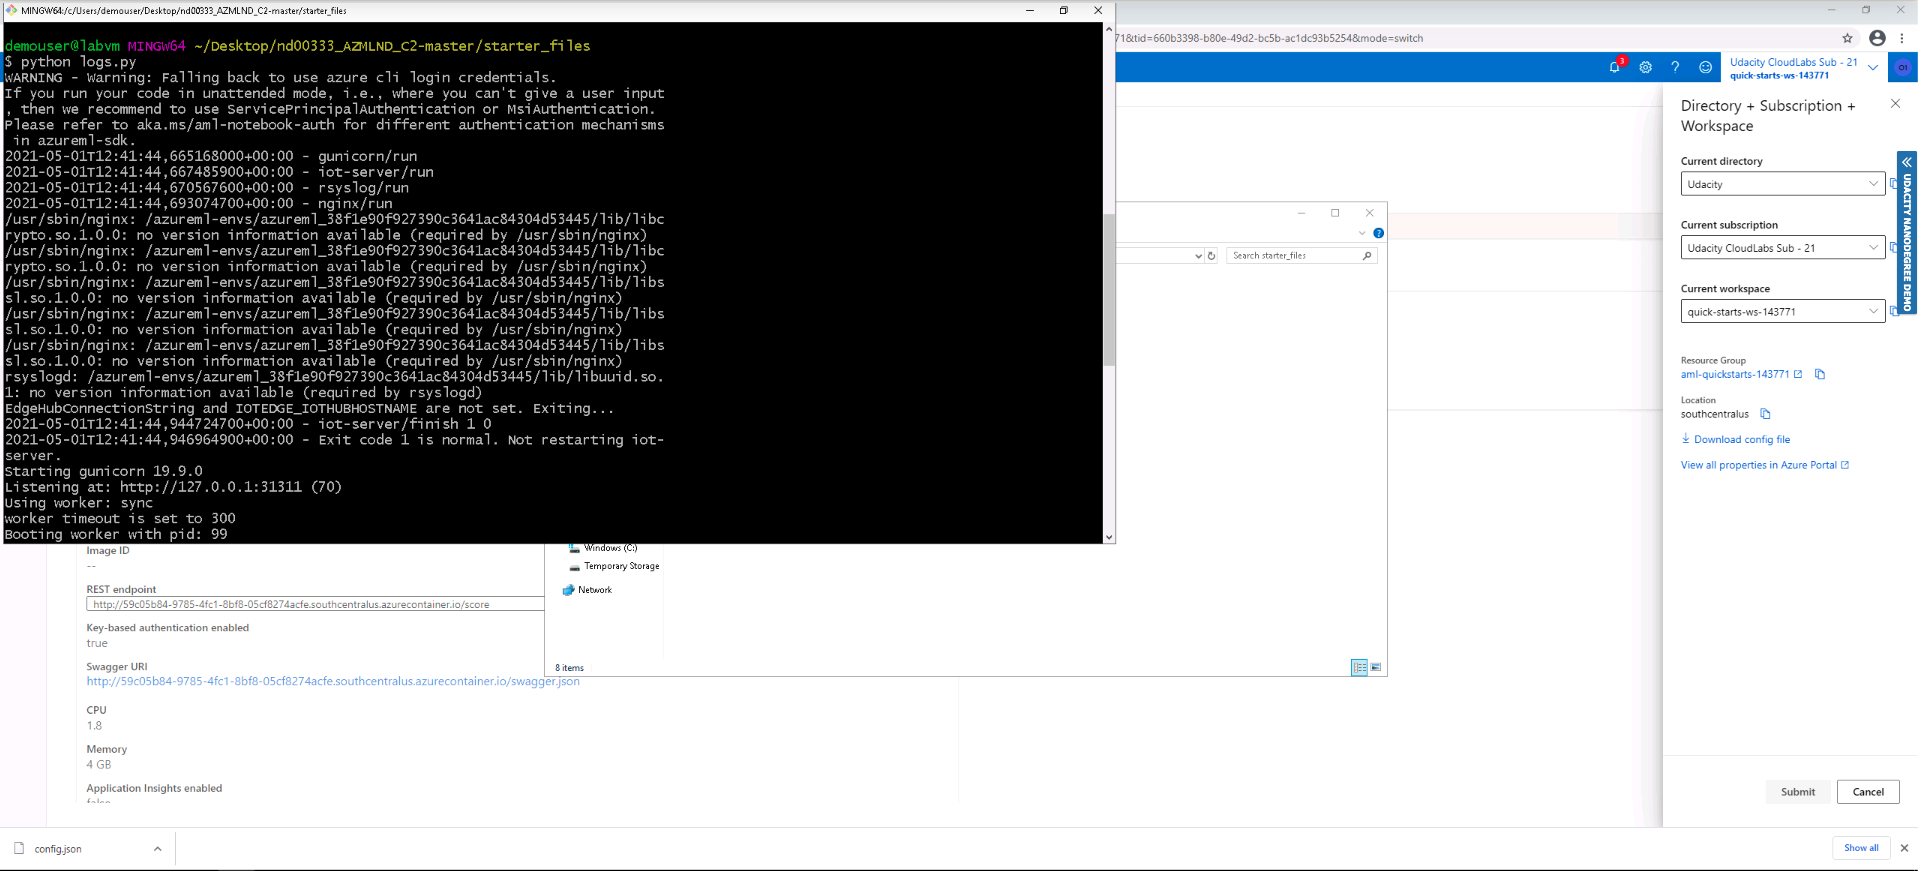 MINGW64:/c/Users/demouser/Desktop/nd00333_AZMLND_C2-master/starter_files
demouser@labvm MINGW64 ~/Desktop/nd00333_AZMLND_C2-master/starter_files
$ python logs.py
WARNING - Warning: Falling back to use azure cli login credentials.
If you run your code in unattended mode, i.e., where you can't give a user input
, then we recommend to use ServicePrincipalAuthentication or MsiAuthentication.
Please refer to aka.ms/aml-notebook-auth for different authentication mechanisms
 in azureml-sdk.
2021-05-01T12:41:44,665168000+00:00 - gunicorn/run
2021-05-01T12:41:44,667485900+00:00 - iot-server/run
2021-05-01T12:41:44,670567600+00:00 - rsyslog/run
2021-05-01T12:41:44,693074700+00:00 - nginx/run
/usr/sbin/nginx: /azureml-envs/azureml_38f1e90f927390c3641ac84304d53445/lib/libc
rypto.so.1.0.0: no version information available (required by /usr/sbin/nginx)
/usr/sbin/nginx: /azureml-envs/azureml_38f1e90f927390c3641ac84304d53445/lib/libc
rypto.so.1.0.0: no version information available (required by /usr/sbin/nginx)
/usr/sbin/nginx: /azureml-envs/azureml_38f1e90f927390c3641ac84304d53445/lib/libs
sl.so.1.0.0: no version information available (required by /usr/sbin/nginx)
/usr/sbin/nginx: /azureml-envs/azureml_38f1e90f927390c3641ac84304d53445/lib/libs
sl.so.1.0.0: no version information available (required by /usr/sbin/nginx)
/usr/sbin/nginx: /azureml-envs/azureml_38f1e90f927390c3641ac84304d53445/lib/libs
sl.so.1.0.0: no version information available (required by /usr/sbin/nginx)
rsyslogd: /azureml-envs/azureml_38f1e90f927390c3641ac84304d53445/lib/libuuid.so.
1: no version information available (required by rsyslogd)
EdgeHubConnectionString and IOTEDGE_IOTHUBHOSTNAME are not set. Exiting...
2021-05-01T12:41:44,944724700+00:00 - iot-server/finish 1 0
2021-05-01T12:41:44,946964900+00:00 - Exit code 1 is normal. Not restarting iot-
server.
Starting gunicorn 19.9.0
Listening at: http://127.0.0.1:31311 (70)
Using worker: sync
worker timeout is set to 300
Booting worker with pid: 99
71&tid=660b3398-b80e-49d2-bc5b-ac1dc93b5254&mode=switch
3
?
Udacity CloudLabs Sub - 21
quick-starts-ws-143771
OI
Directory + Subscription +
Workspace
Current directory
Udacity
Current subscription
Udacity CloudLabs Sub - 21
Current workspace
quick-starts-ws-143771
Resource Group
aml-quickstarts-143771
Location
southcentralus
Download config file
View all properties in Azure Portal
UDACITY NANODEGREE DEMO
Submit
Cancel
?
Search starter_files
Windows (C:)
Temporary Storage
Network
8 items
Image ID
--
REST endpoint
http://59c05b84-9785-4fc1-8bf8-05cf8274acfe.southcentralus.azurecontainer.io/score
Key-based authentication enabled
true
Swagger URI
http://59c05b84-9785-4fc1-8bf8-05cf8274acfe.southcentralus.azurecontainer.io/swagger.json
CPU
1.8
Memory
4 GB
Application Insights enabled
false
config.json
Show all